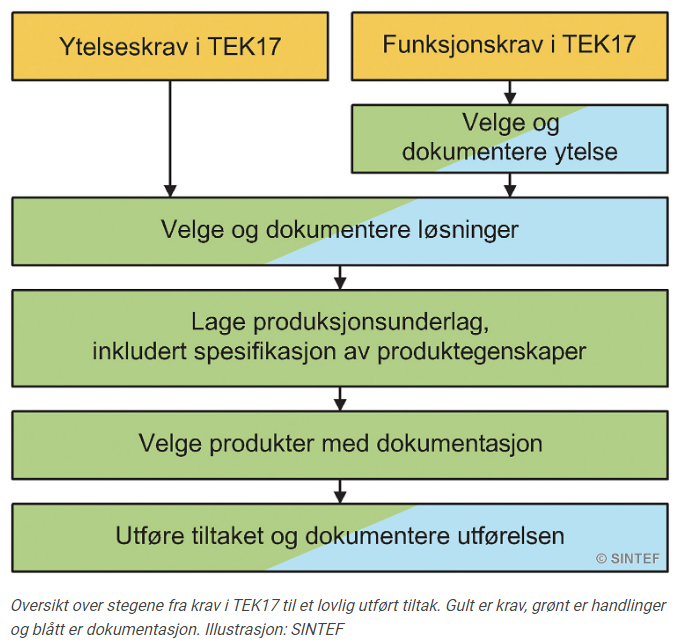 Ytelseskrav i TEK17
Funksjonskrav i TEK17
Velge og
dokumentere ytelse
Velge og dokumentere løsninger
Lage produksjonsunderlag,
inkludert spesifikasjon av produktegenskaper
Velge produkter med dokumentasjon
Utføre tiltaket og dokumentere utførelsen
© SINTEF
Oversikt over stegene fra krav i TEK17 til et lovlig utført tiltak. Gult er krav, grønt er handlinger
og blått er dokumentasjon. Illustrasjon: SINTEF